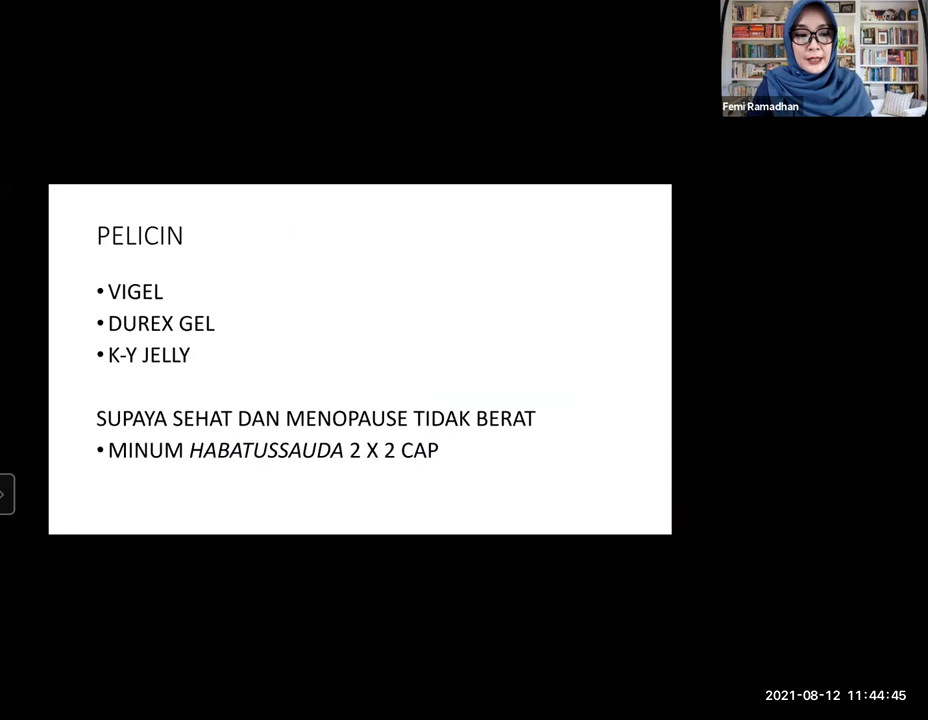 Femi Ramadhan
PELICIN
• VIGEL
• DUREX GEL
• K-Y JELLY
SUPAYA SEHAT DAN MENOPAUSE TIDAK BERAT
• MINUM HABATUSSAUDA 2 X 2 CAP
2021-08-12 11:44:45